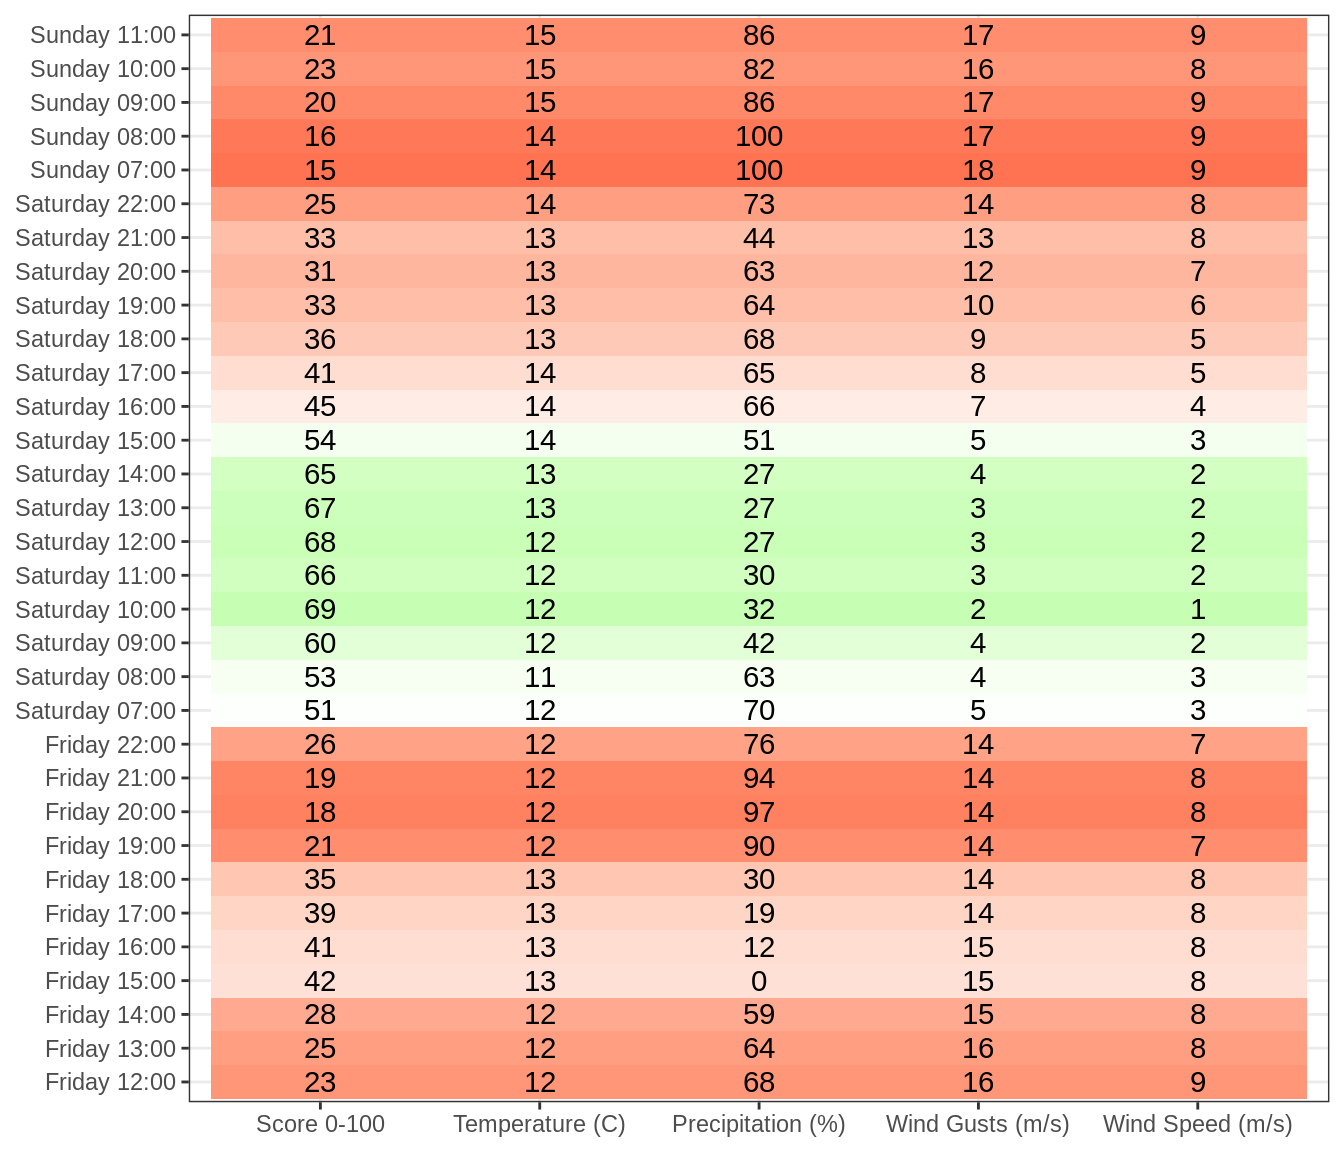 Sunday 11:00 21 15 86 17 9
Sunday 10:00 23 15 82 16 8
Sunday 09:00 20 15 86 17 9
Sunday 08:00 16 14 100 17 9
Sunday 07:00 15 14 100 18 9
Saturday 22:00 25 14 73 14 8
Saturday 21:00 33 13 44 13 8
Saturday 20:00 31 13 63 12 7
Saturday 19:00 33 13 64 10 6
Saturday 18:00 36 13 68 9 5
Saturday 17:00 41 14 65 8 5
Saturday 16:00 45 14 66 7 4
Saturday 15:00 54 14 51 5 3
Saturday 14:00 65 13 27 4 2
Saturday 13:00 67 13 27 3 2
Saturday 12:00 68 12 27 3 2
Saturday 11:00 66 12 30 3 2
Saturday 10:00 69 12 32 2 1
Saturday 09:00 60 12 42 4 2
Saturday 08:00 53 11 63 4 3
Saturday 07:00 51 12 70 5 3
Friday 22:00 26 12 76 14 7
Friday 21:00 19 12 94 14 8
Friday 20:00 18 12 97 14 8
Friday 19:00 21 12 90 14 7
Friday 18:00 35 13 30 14 8
Friday 17:00 39 13 19 14 8
Friday 16:00 41 13 12 15 8
Friday 15:00 42 13 0 15 8
Friday 14:00 28 12 59 15 8
Friday 13:00 25 12 64 16 8
Friday 12:00 23 12 68 16 9
Score 0-100 Temperature (C) Precipitation (%) Wind Gusts (m/s) Wind Speed (m/s)